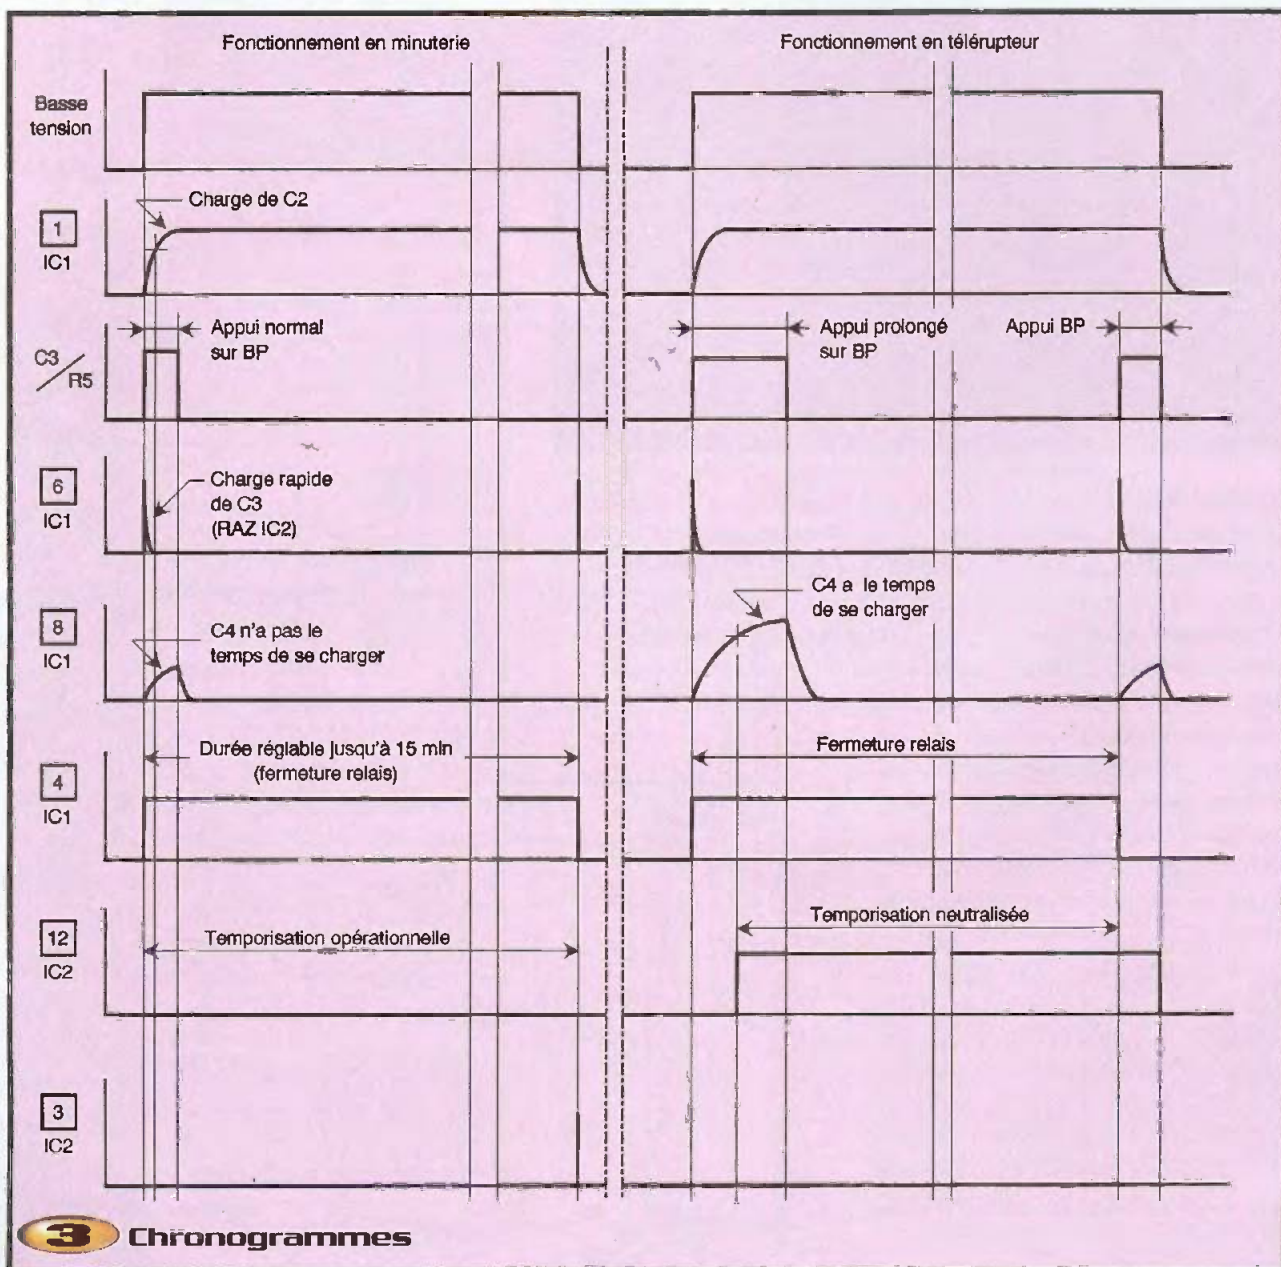 Fonctionnement en minuterie
Fonctionnement en télérupteur
Basse
tension
Charge de C2
1
IC1
Appui normal
sur BP
Appui prolongé
sur BP
Appui BP
C3/R5
6
IC1
Charge rapide
de C3
(RAZ IC2)
C4 a le temps
de se charger
8
IC1
C4 n'a pas le
temps de se charger
Durée réglable jusqu'à 15 min
(fermeture relais)
Fermeture relais
4
IC1
Temporisation neutralisée
12
IC2
Temporisation opérationnelle
3
IC2
3 Chronogrammes